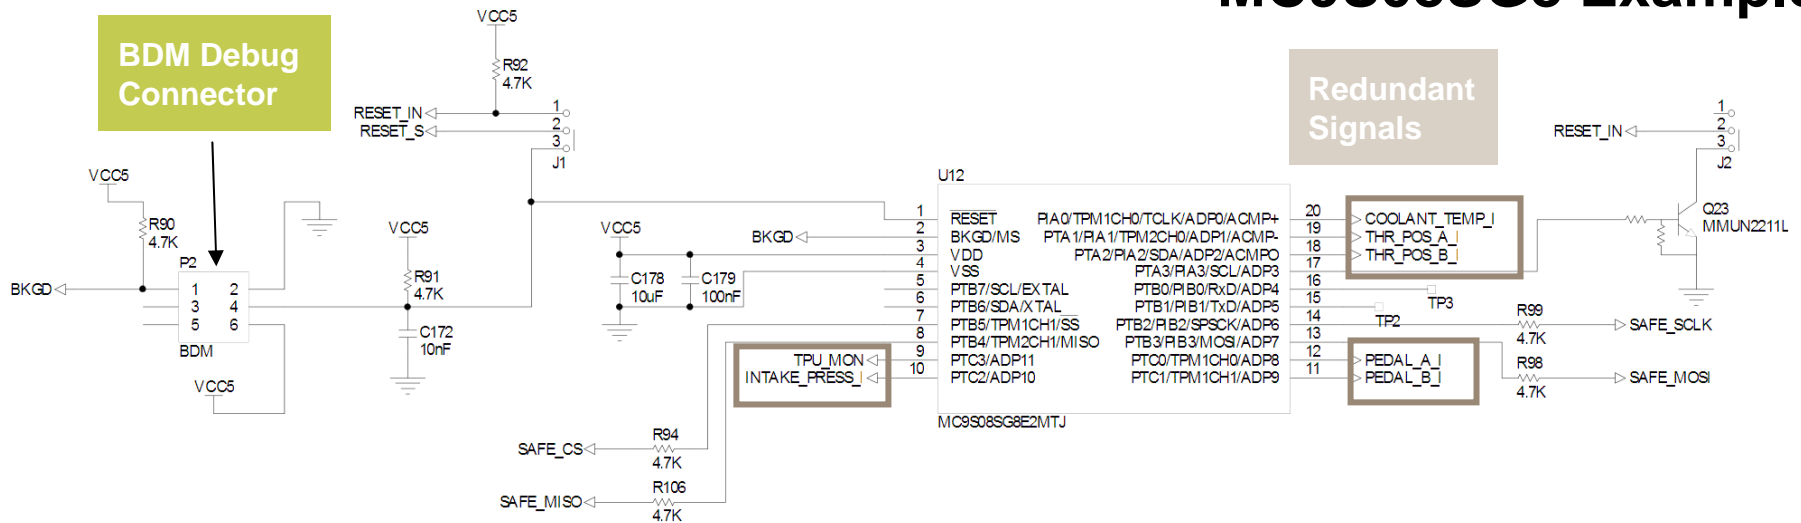 MC9S08SG8 Example
BDM Debug
Connector
Redundant
Signals
VCC5
R92
4.7K
RESET_IN
RESET_S
1
2
3
J1
VCC5
R90
4.7K
P2
BKGD
1 2
3 4
5 6
BDM
VCC5
VCC5
R91
4.7K
C172
10nF
VCC5
C178
10uF
C179
100nF
BKGD
U12
1 RESET
2 BKGD/MS
3 VDD
4 VSS
5 PTB7/SCL/EXTAL
6 PTB6/SDA/XTAL
7 PTB5/TPM1CH1/SS
8 PTB4/TPM2CH1/MISO
9 PTC3/ADP11
10 PTC2/ADP10
PIA0/TPM1CH0/TCLK/ADP0/ACMP+ 20
PTA1/PIA1/TPM2CH0/ADP1/ACMP- 19
PTA2/PIA2/SDA/ADP2/ACMPO 18
PTA3/PIA3/SCL/ADP3 17
PTB0/PIB0/RxD/ADP4 16
PTB1/PIB1/TxD/ADP5 15
PTB2/PIB2/SPSCK/ADP6 14
PTB3/PIB3/MOSI/ADP7 13
PTC0/TPM1CH0/ADP8 12
PTC1/TPM1CH1/ADP9 11
MC9S08SG8E2MTJ
TPU_MON
INTAKE_PRESS_I
SAFE_CS
R94
4.7K
SAFE_MISO
R106
4.7K
COOLANT_TEMP_I
THR_POS_A_I
THR_POS_B_I
TP3
TP2
PEDAL_A_I
PEDAL_B_I
R99
4.7K
SAFE_SCLK
R98
4.7K
SAFE_MOSI
RESET_IN
1
2
3
J2
Q23
MMUN2211L